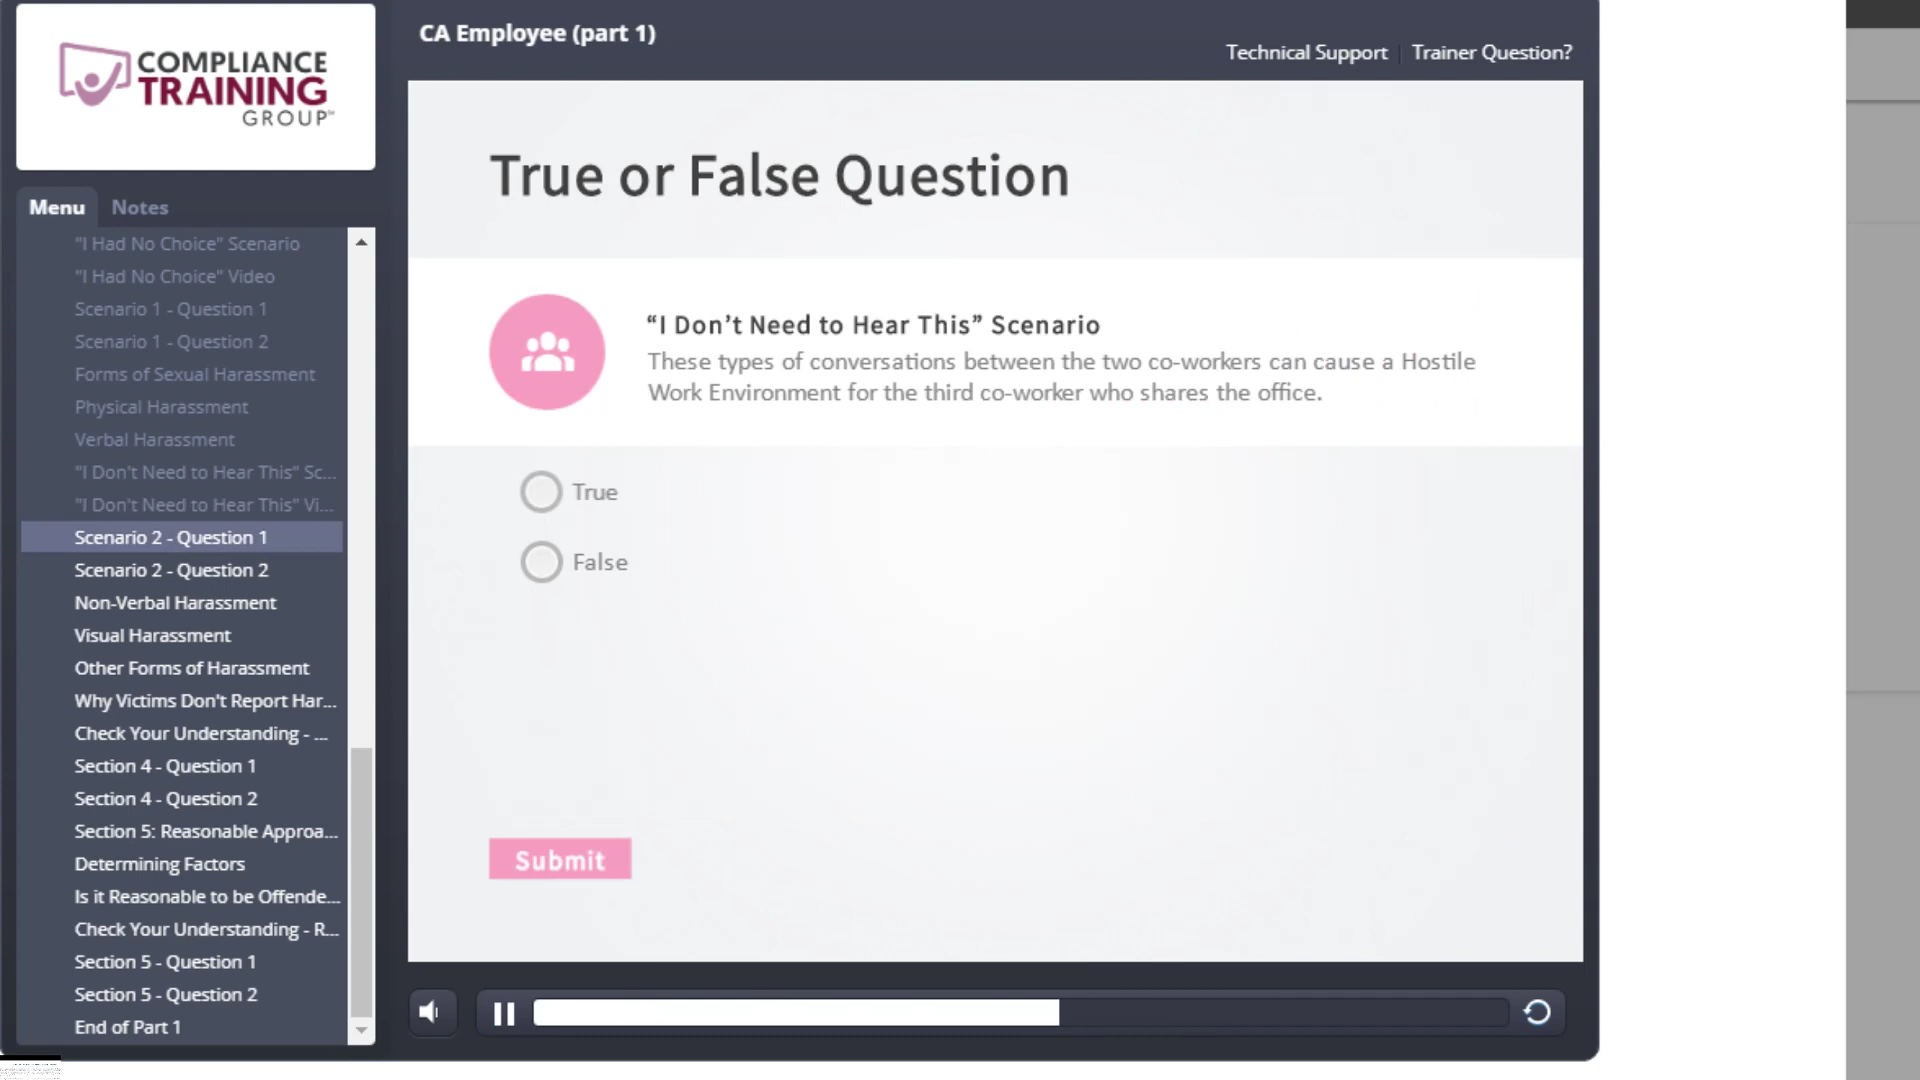 COMPLIANCE
TRAINING
GROUP
Menu
Notes
"I Had No Choice" Scenario
"I Had No Choice" Video
Scenario 1 - Question 1
Scenario 1 - Question 2
Forms of Sexual Harassment
Physical Harassment
Verbal Harassment
"I Don't Need to Hear This" Sc...
"I Don't Need to Hear This" Vi...
Scenario 2 - Question 1
Scenario 2 - Question 2
Non-Verbal Harassment
Visual Harassment
Other Forms of Harassment
Why Victims Don't Report Har...
Check Your Understanding - ...
Section 4 - Question 1
Section 4 - Question 2
Section 5: Reasonable Approa...
Determining Factors
Is it Reasonable to be Offende...
Check Your Understanding - R...
Section 5 - Question 1
Section 5 - Question 2
End of Part 1
CA Employee (part 1)
Technical Support
Trainer Question?
True or False Question
“I Don’t Need to Hear This” Scenario
These types of conversations between the two co-workers can cause a Hostile
Work Environment for the third co-worker who shares the office.
True
False
Submit